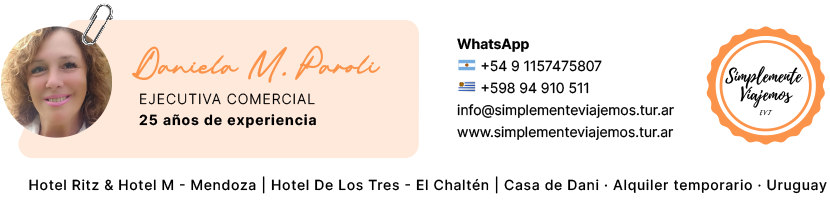 Daniela M. Paroli
EJECUTIVA COMERCIAL
25 años de experiencia
WhatsApp
+54 9 1157475807
+598 94 910 511
info@simplementeviajemos.tur.ar
www.simplementeviajemos.tur.ar
Simplemente
Viajemos
EVT
Hotel Ritz & Hotel M - Mendoza | Hotel De Los Tres - El Chaltén | Casa de Dani · Alquiler temporario · Uruguay